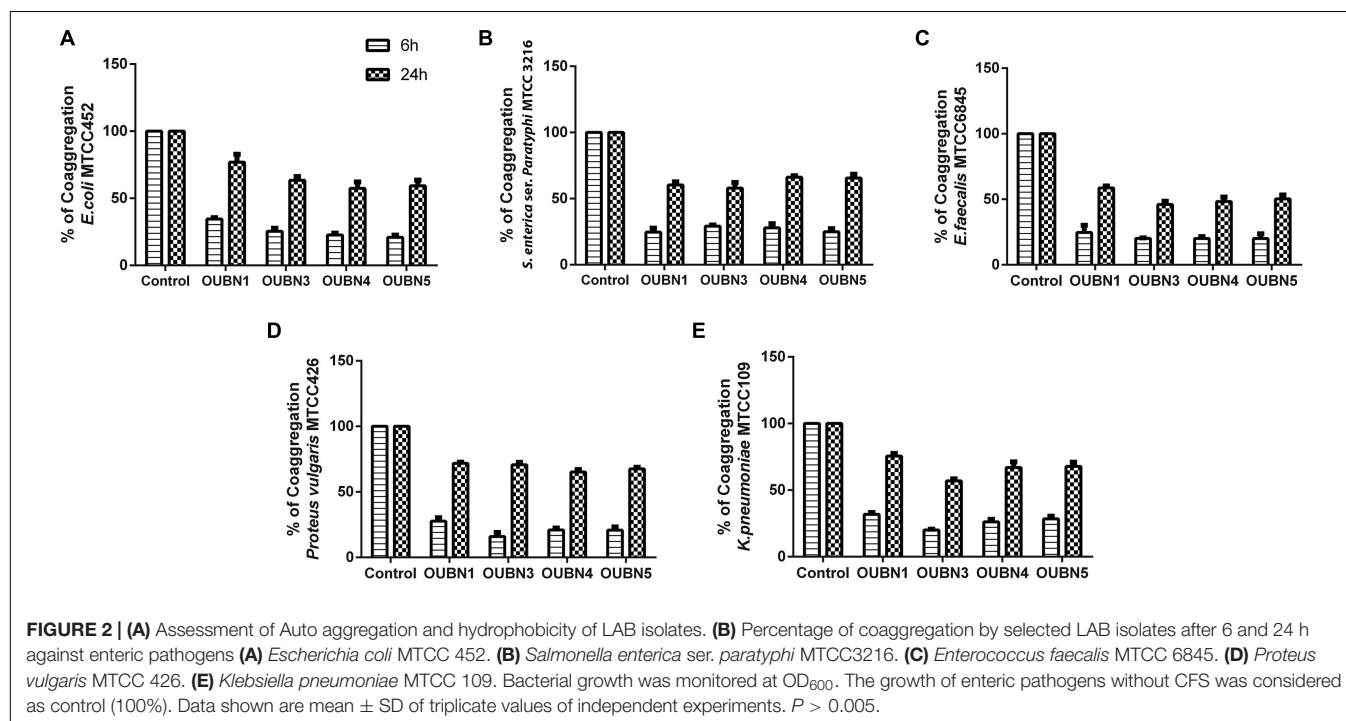 A
6h
24h
% of Coaggregation
E.coli MTCC452
150
100
50
0
Control OUBN1 OUBN3 OUBN4 OUBN5
B
% of Coaggregation
S. enterica ser. Paratyphi MTCC 3216
150
100
50
0
Control OUBN1 OUBN3 OUBN4 OUBN5
C
% of Coaggregation
E.faecalis MTCC6845
150
100
50
0
Control OUBN1 OUBN3 OUBN4 OUBN5
D
% of Coaggregation
Proteus vulgaris MTCC426
150
100
50
0
Control OUBN1 OUBN3 OUBN4 OUBN5
E
% of Coaggregation
K.pneumoniae MTCC109
150
100
50
0
Control OUBN1 OUBN3 OUBN4 OUBN5
FIGURE 2 | (A) Assessment of Auto aggregation and hydrophobicity of LAB isolates. (B) Percentage of coaggregation by selected LAB isolates after 6 and 24 h
against enteric pathogens (A) Escherichia coli MTCC 452. (B) Salmonella enterica ser. paratyphi MTCC3216. (C) Enterococcus faecalis MTCC 6845. (D) Proteus
vulgaris MTCC 426. (E) Klebsiella pneumoniae MTCC 109. Bacterial growth was monitored at OD600. The growth of enteric pathogens without CFS was considered
as control (100%). Data shown are mean ± SD of triplicate values of independent experiments. P > 0.005.